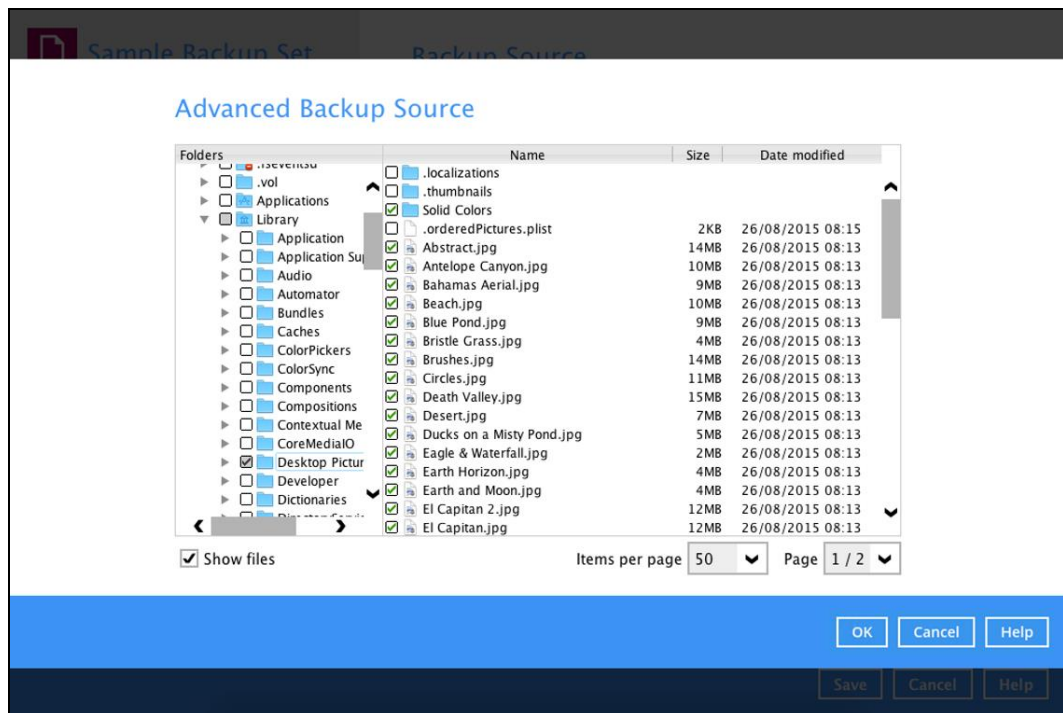 Sample Backup Set
Backup Source
Advanced Backup Source
Folders
Name Size Date modified
.fseventsd
.vol
Applications
Library
Application
Application Sup
Audio
Automator
Bundles
Caches
ColorPickers
ColorSync
Components
Compositions
Contextual Me
CoreMediaIO
Desktop Pictur
Developer
Dictionaries
.localizations
.thumbnails
Solid Colors
.orderedPictures.plist 2KB 26/08/2015 08:15
Abstract.jpg 14MB 26/08/2015 08:13
Antelope Canyon.jpg 10MB 26/08/2015 08:13
Bahamas Aerial.jpg 9MB 26/08/2015 08:13
Beach.jpg 10MB 26/08/2015 08:13
Blue Pond.jpg 9MB 26/08/2015 08:13
Bristle Grass.jpg 4MB 26/08/2015 08:13
Brushes.jpg 14MB 26/08/2015 08:13
Circles.jpg 11MB 26/08/2015 08:13
Death Valley.jpg 15MB 26/08/2015 08:13
Desert.jpg 7MB 26/08/2015 08:13
Ducks on a Misty Pond.jpg 5MB 26/08/2015 08:13
Eagle & Waterfall.jpg 2MB 26/08/2015 08:13
Earth Horizon.jpg 4MB 26/08/2015 08:13
Earth and Moon.jpg 4MB 26/08/2015 08:13
El Capitan 2.jpg 12MB 26/08/2015 08:13
El Capitan.jpg 12MB 26/08/2015 08:13
Show files
Items per page 50 Page 1 / 2
OK Cancel Help
Save Cancel Help